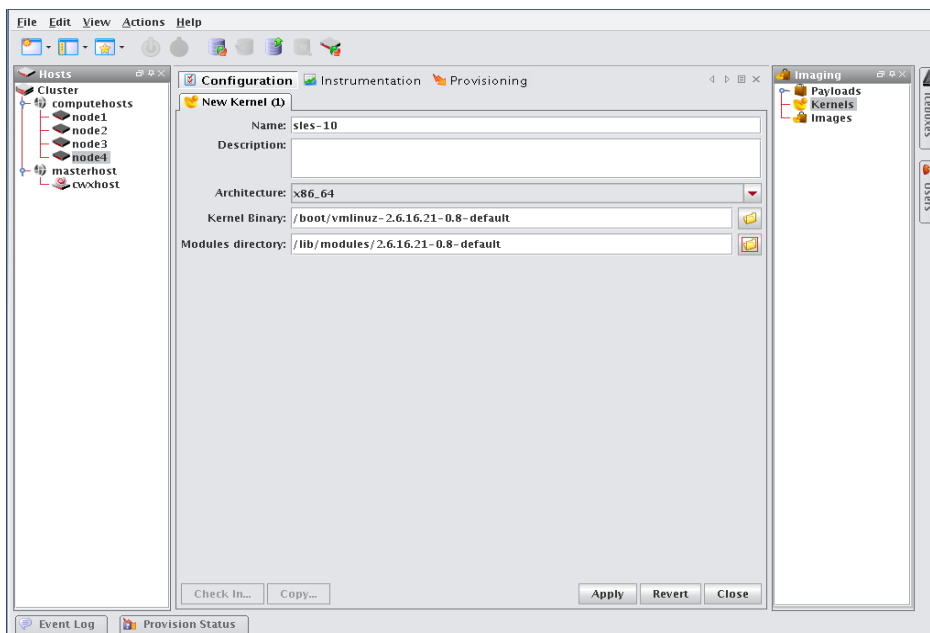 File Edit View Actions Help
Hosts
Cluster
computehosts
node1
node2
node3
node4
masterhost
cwxhost
Configuration Instrumentation Provisioning
New Kernel (1)
Name: sles-10
Description:
Architecture: x86_64
Kernel Binary: /boot/vmlinuz-2.6.16.21-0.8-default
Modules directory: /lib/modules/2.6.16.21-0.8-default
Check In... Copy... Apply Revert Close
Imaging
Payloads
Kernels
Images
Users
Event Log Provision Status